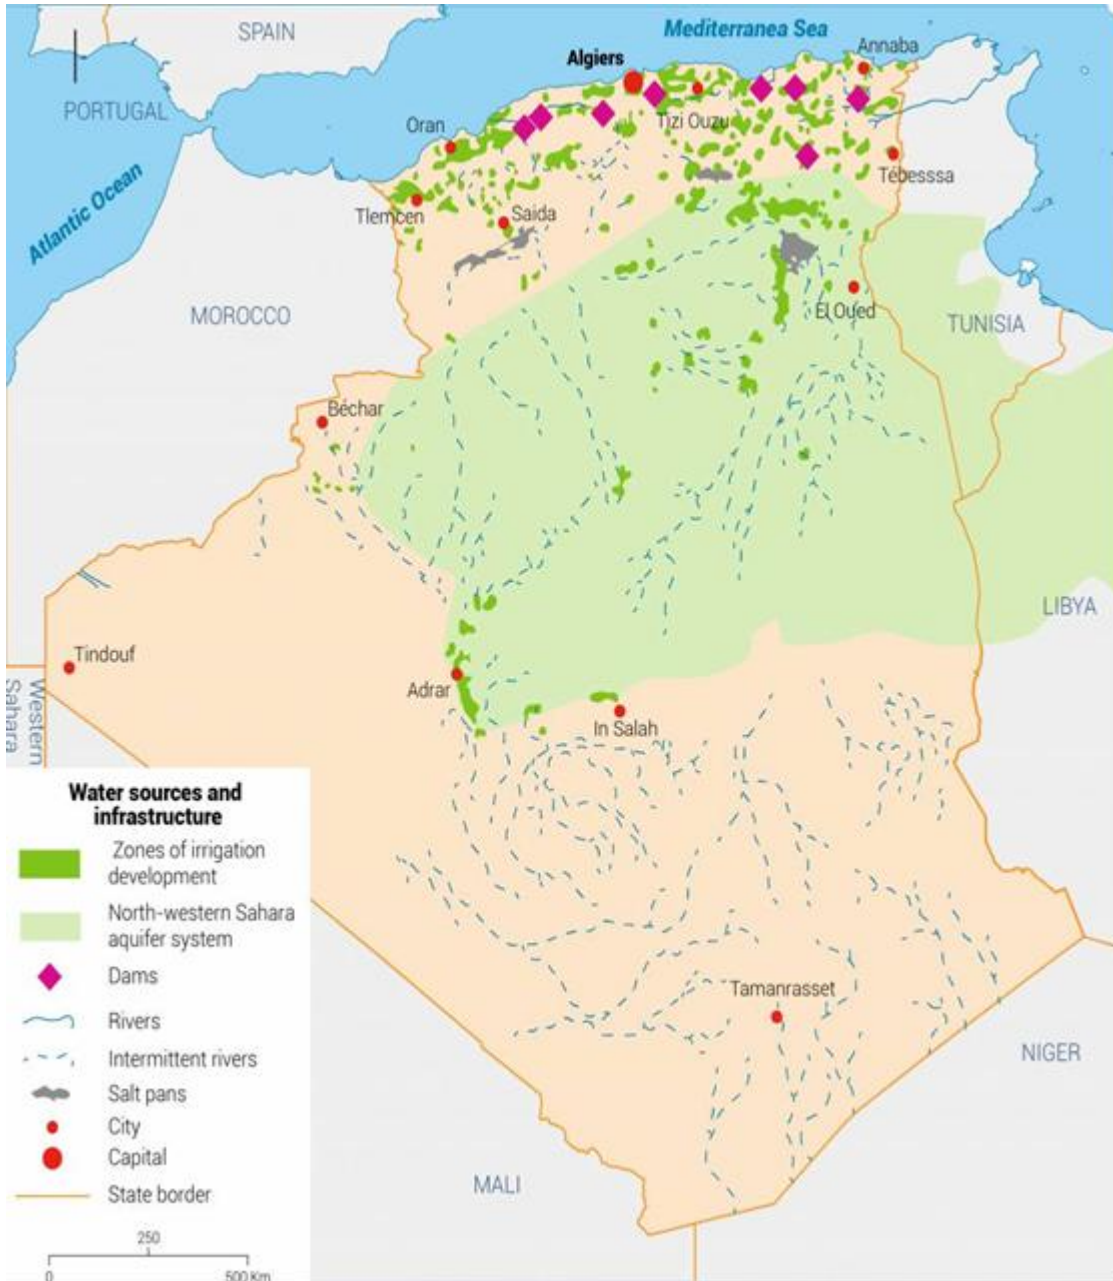 SPAIN
Mediterranea Sea
Annaba
Algiers
PORTUGAL
Oran
Tizi Ouzu
Tébesssa
Atlantic Ocean
Tlemcen
Saida
MOROCCO
El Oued
TUNISIA
Béchar
LIBYA
Tindouf
Adrar
In Salah
Western
Sahara
Water sources and
infrastructure
Zones of irrigation
development
North-western Sahara
aquifer system
Dams
Rivers
Intermittent rivers
Salt pans
City
Capital
State border
250
0
500 Km
Tamanrasset
NIGER
MALI